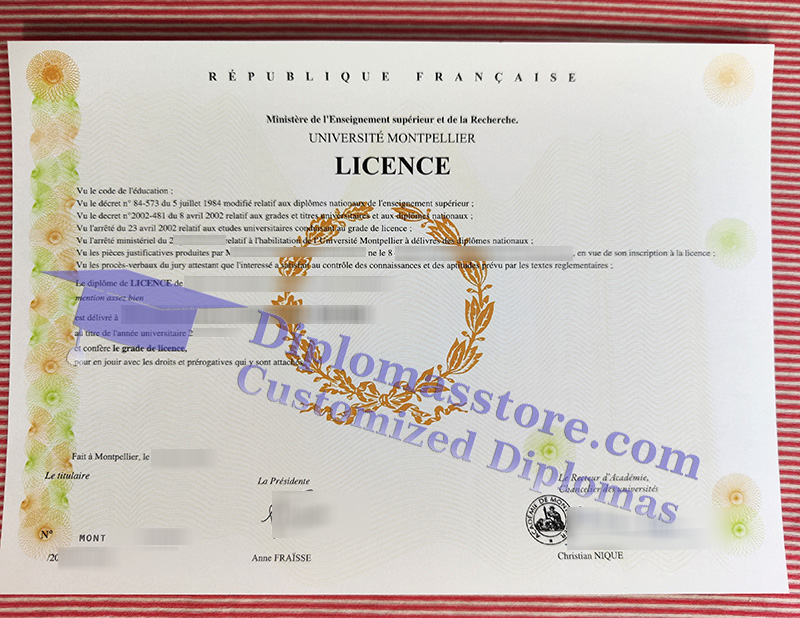 RÉPUBLIQUE FRANÇAISE
Ministère de l'Enseignement supérieur et de la Recherche.
UNIVERSITÉ MONTPELLIER
LICENCE
Vu le code de l'éducation ;
Vu le décret n° 84-573 du 5 juillet 1984 modifié relatif aux diplômes nationaux de l'enseignement supérieur ;
Vu le décret n°2002-481 du 8 avril 2002 relatif aux grades et titres universitaires et aux diplômes nationaux ;
Vu l'arrêté du 23 avril 2002 relatif aux etudes universitaires conduisant au grade de licence ;
Vu l'arrêté ministériel du 2 relatif à l'habilitation de l'Université Montpellier à délivrer des diplômes nationaux ;
Vu les pièces justificatives produites par M ne le 8 , en vue de son inscription à la licence ;
Vu les procès-verbaux du jury attestant que l'interessé a satisfait au contrôle des connaissances et des aptitudes prévu par les textes reglementaires ;
Le diplôme de LICENCE de
mention assez bien
est délivré à
au titre de l'année universitaire 2
et confère le grade de licence,
pour en jouir avec les droits et prérogatives qui y sont attachés
Diplomasstore.com
Customized Diplomas
Fait à Montpellier, le
Le titulaire
La Présidente
Le Recteur d'Académie,
Chancelier des universités
ACADÉMIE DE
N° MONT
/20
Anne FRAÏSSE
Christian NIQUE